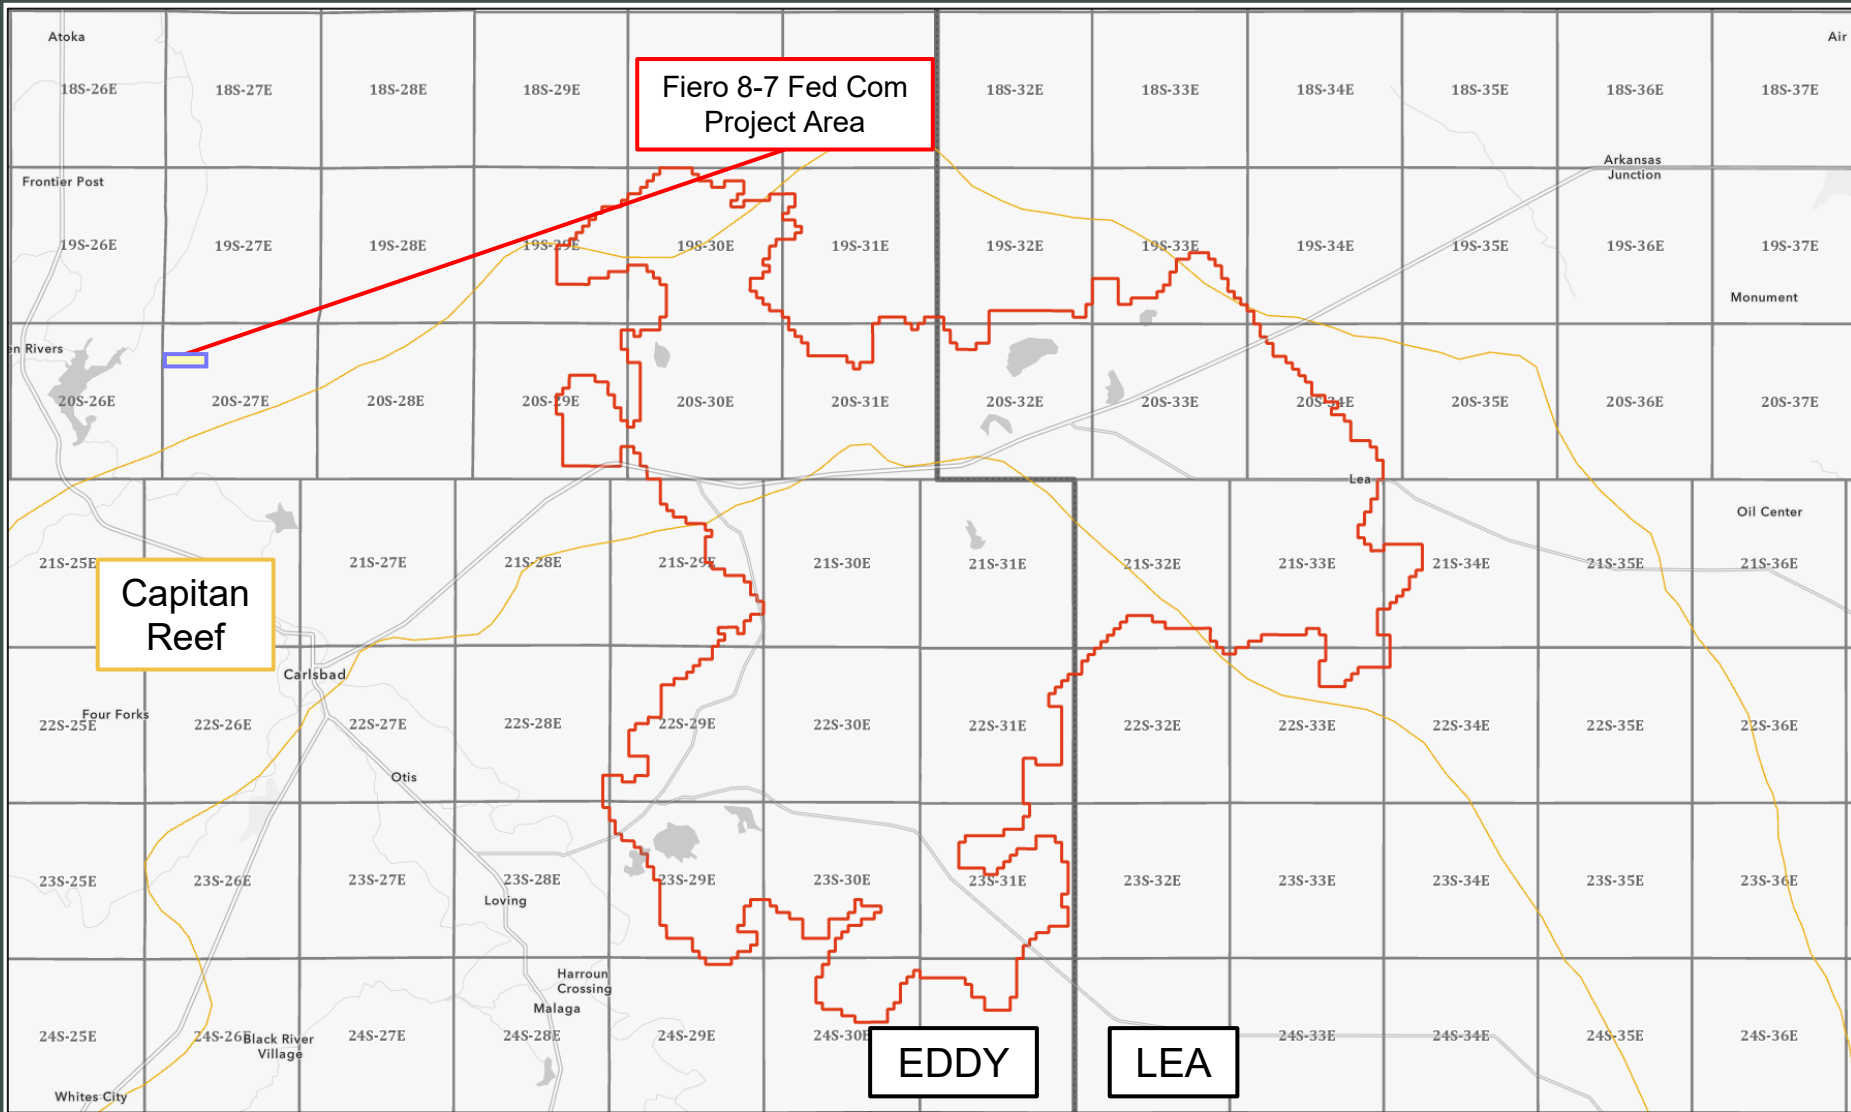 Atoka
Air
18S-26E
18S-27E
18S-28E
18S-29E
Fiero 8-7 Fed Com
Project Area
18S-32E
18S-33E
18S-34E
18S-35E
18S-36E
18S-37E
Arkansas
Junction
Frontier Post
19S-26E
19S-27E
19S-28E
19S-29E
19S-30E
19S-31E
19S-32E
19S-33E
19S-34E
19S-35E
19S-36E
19S-37E
Monument
en Rivers
20S-26E
20S-27E
20S-28E
20S-29E
20S-30E
20S-31E
20S-32E
20S-33E
20S-34E
20S-35E
20S-36E
20S-37E
Lea
Oil Center
21S-25E
21S-27E
21S-28E
21S-29E
21S-30E
21S-31E
21S-32E
21S-33E
21S-34E
21S-35E
21S-36E
Capitan
Reef
Carlsbad
Four Forks
22S-25E
22S-26E
22S-27E
22S-28E
22S-29E
22S-30E
22S-31E
22S-32E
22S-33E
22S-34E
22S-35E
22S-36E
Otis
23S-25E
23S-26E
23S-27E
23S-28E
23S-29E
23S-30E
23S-31E
23S-32E
23S-33E
23S-34E
23S-35E
23S-36E
Loving
Harroun
Crossing
Malaga
24S-25E
24S-26E
Black River
Village
24S-27E
24S-28E
24S-29E
24S-30E
EDDY
LEA
24S-33E
24S-34E
24S-35E
24S-36E
Whites City